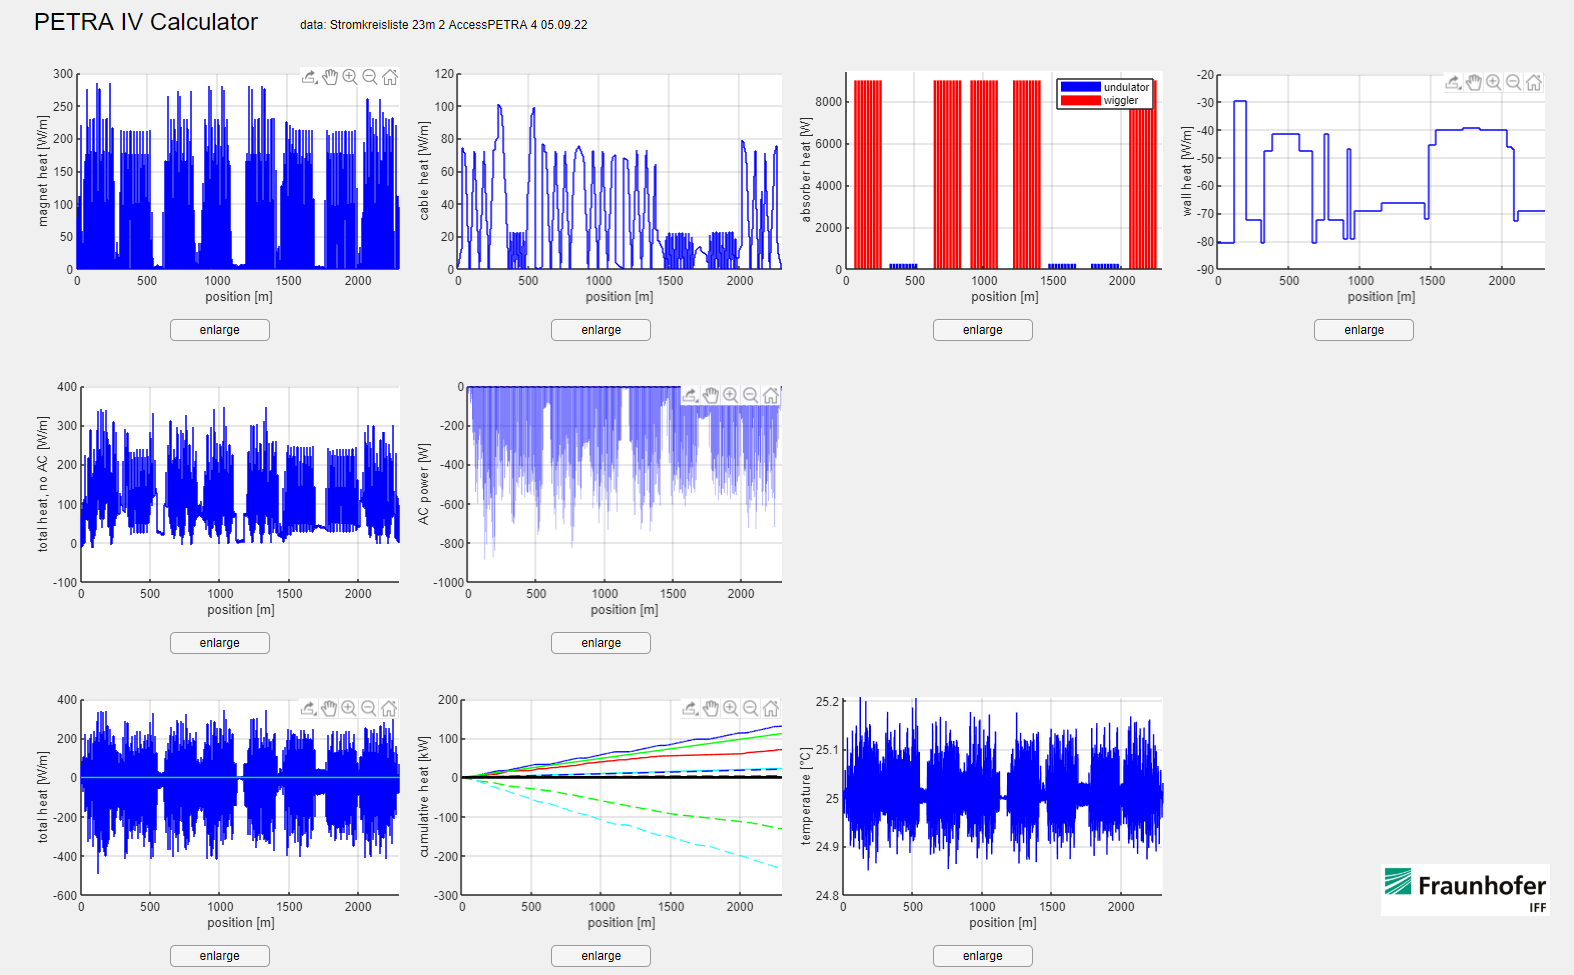 PETRA IV Calculator
data: Stromkreisliste 23m 2 AccessPETRA 4 05.09.22
magnet heat [W/m]
300
250
200
150
100
50
0
0 500 1000 1500 2000
position [m]
enlarge
cable heat [W/m]
120
100
80
60
40
20
0
0 500 1000 1500 2000
position [m]
enlarge
absorber heat [W]
8000
6000
4000
2000
0
0 500 1000 1500 2000
position [m]
undulator
wiggler
enlarge
wall heat [W/m]
-20
-30
-40
-50
-60
-70
-80
-90
0 500 1000 1500 2000
position [m]
enlarge
total heat, no AC [W/m]
400
300
200
100
0
-100
0 500 1000 1500 2000
position [m]
enlarge
AC power [W]
0
-200
-400
-600
-800
-1000
0 500 1000 1500 2000
position [m]
enlarge
total heat [W/m]
400
200
0
-200
-400
-600
0 500 1000 1500 2000
position [m]
enlarge
cumulative heat [kW]
200
100
0
-100
-200
-300
0 500 1000 1500 2000
position [m]
enlarge
temperature [°C]
25.2
25.1
25
24.9
24.8
0 500 1000 1500 2000
position [m]
enlarge
Fraunhofer
IFF